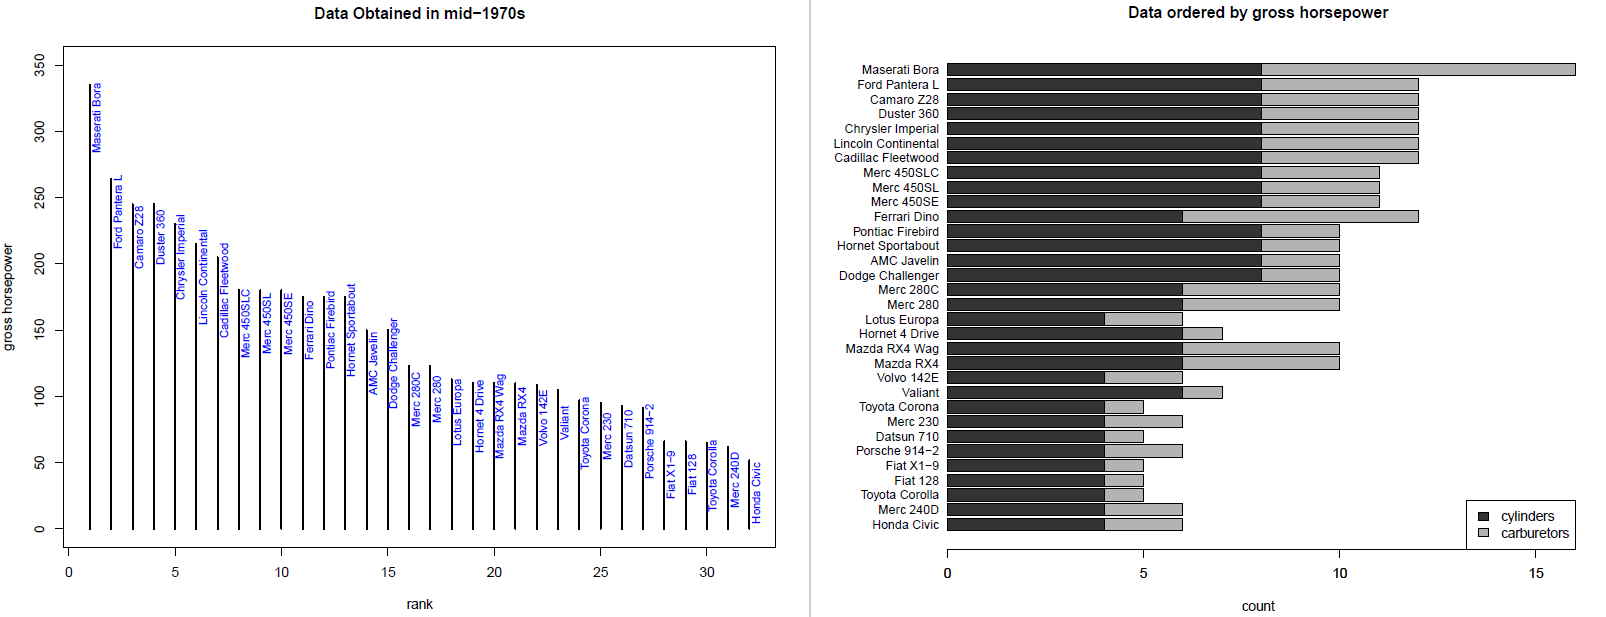 Data Obtained in mid−1970s
gross horsepower
350
300
250
200
150
100
50
0
Maserati Bora
Ford Pantera L
Camaro Z28
Duster 360
Chrysler Imperial
Lincoln Continental
Cadillac Fleetwood
Merc 450SLC
Merc 450SL
Merc 450SE
Ferrari Dino
Pontiac Firebird
Hornet Sportabout
AMC Javelin
Dodge Challenger
Merc 280C
Merc 280
Lotus Europa
Hornet 4 Drive
Mazda RX4 Wag
Mazda RX4
Volvo 142E
Valiant
Toyota Corona
Merc 230
Datsun 710
Porsche 914−2
Fiat X1−9
Fiat 128
Toyota Corolla
Merc 240D
Honda Civic
0 5 10 15 20 25 30
rank
Data ordered by gross horsepower
Maserati Bora
Ford Pantera L
Camaro Z28
Duster 360
Chrysler Imperial
Lincoln Continental
Cadillac Fleetwood
Merc 450SLC
Merc 450SL
Merc 450SE
Ferrari Dino
Pontiac Firebird
Hornet Sportabout
AMC Javelin
Dodge Challenger
Merc 280C
Merc 280
Lotus Europa
Hornet 4 Drive
Mazda RX4 Wag
Mazda RX4
Volvo 142E
Valiant
Toyota Corona
Merc 230
Datsun 710
Porsche 914−2
Fiat X1−9
Fiat 128
Toyota Corolla
Merc 240D
Honda Civic
cylinders
carburetors
0 5 10 15
count